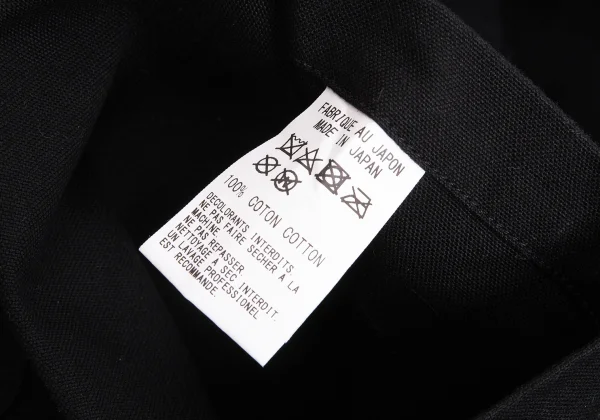 FABRIQUE AU JAPON
MADE IN JAPAN
100% COTON COTTON
DECOLORANTS INTERDITS.
NE PAS FAIRE SECHER A LA
MACHINE.
NE PAS REPASSER
NETTOYAGE A SEC INTERDIT.
UN LAVAGE PROFESSIONEL
EST RECOMMANDE.